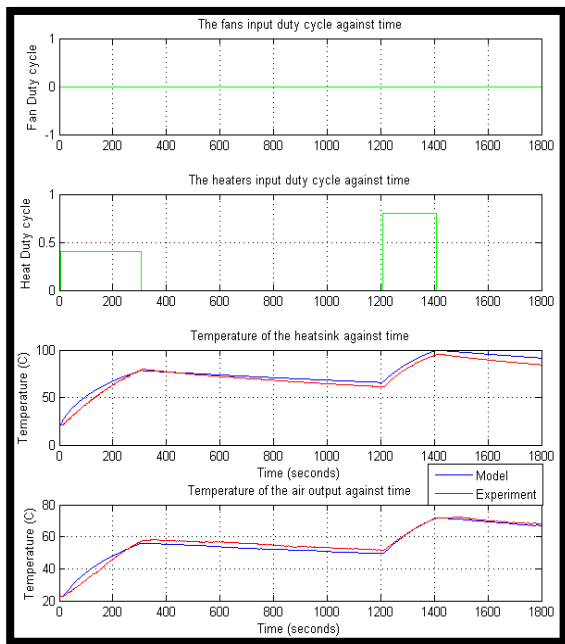 The fans input duty cycle against time
Fan Duty cycle
1
0
-1
0 200 400 600 800 1000 1200 1400 1600 1800
The heaters input duty cycle against time
Heat Duty cycle
1
0.5
0
0 200 400 600 800 1000 1200 1400 1600 1800
Temperature of the heatsink against time
Temperature (C)
100
50
0
0 200 400 600 800 1000 1200 1400 1600 1800
Time (seconds)
Model
Experiment
Temperature of the air output against time
Temperature (C)
80
60
40
20
0 200 400 600 800 1000 1200 1400 1600 1800
Time (seconds)